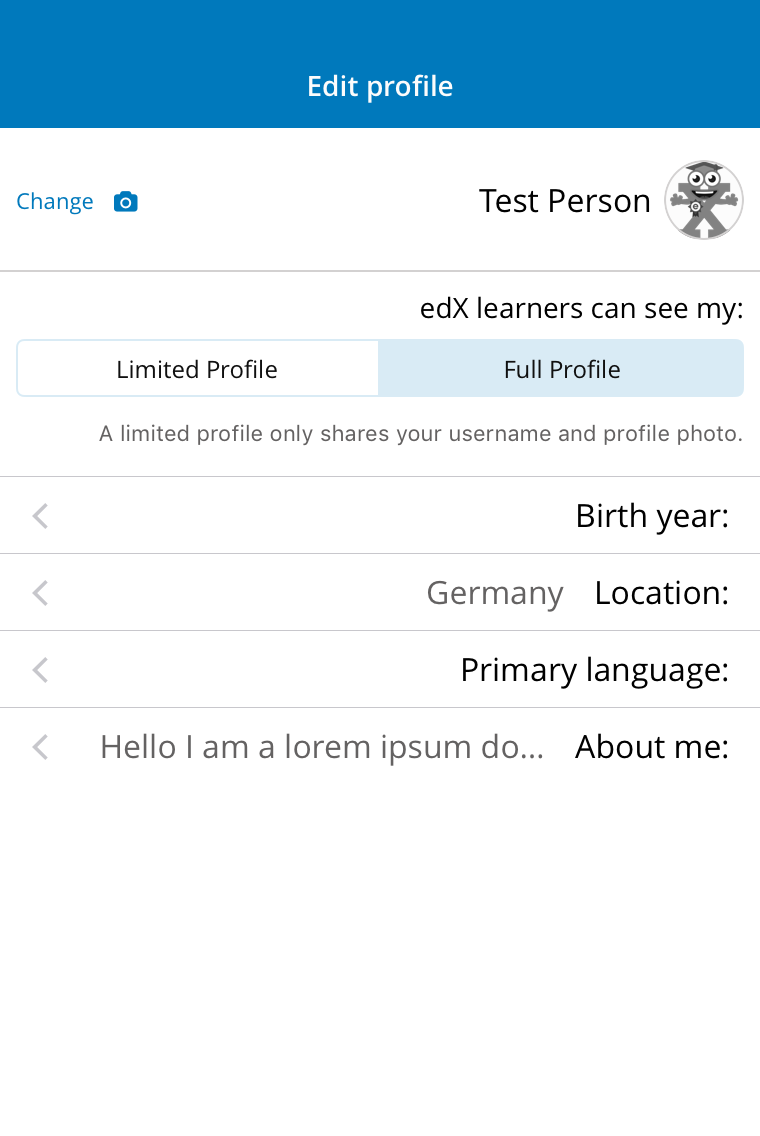 Edit profile
Change
Test Person
edX learners can see my:
Limited Profile
Full Profile
A limited profile only shares your username and profile photo.
Birth year:
Location: Germany
Primary language:
About me: Hello I am a lorem ipsum do...